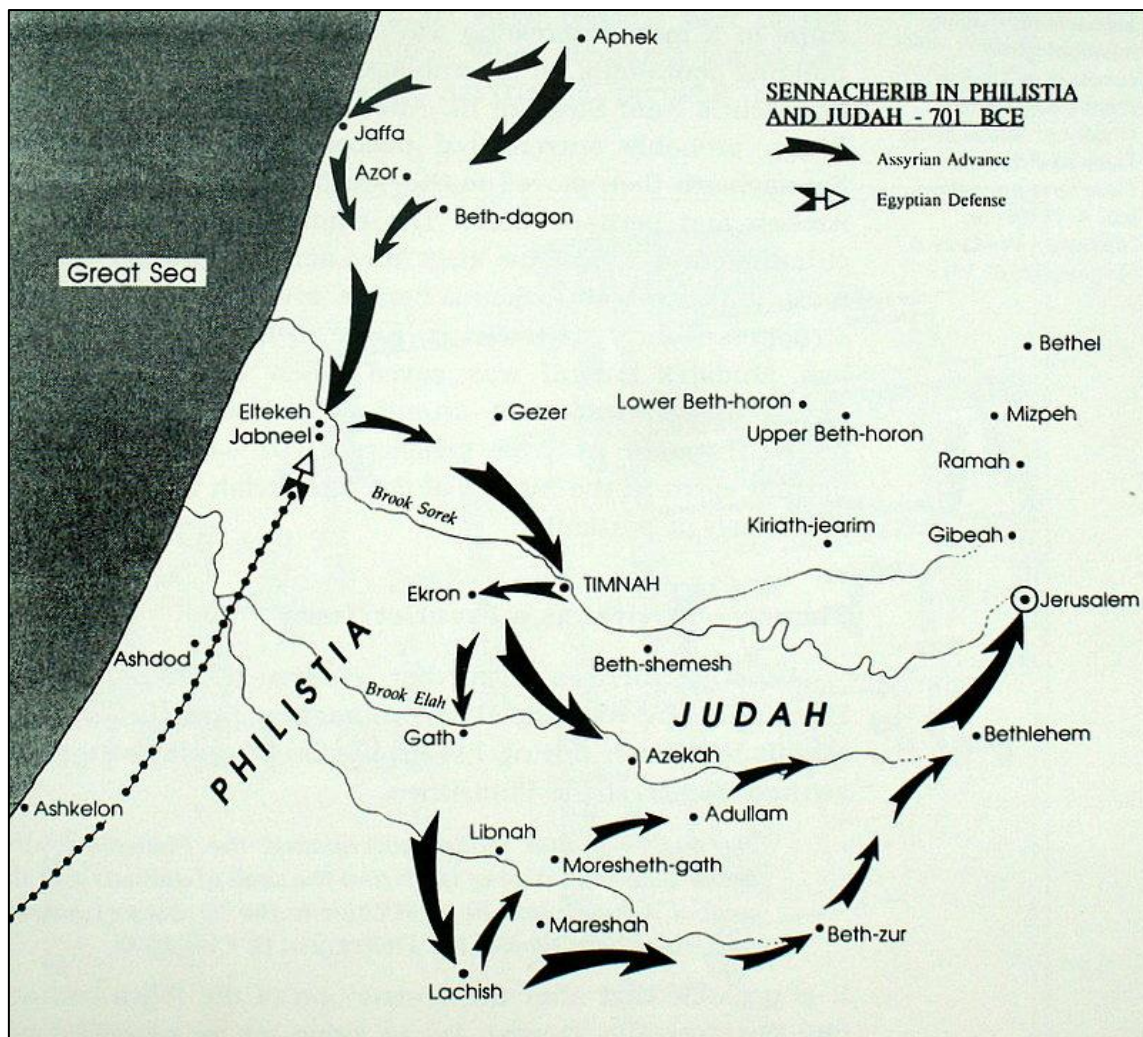 Aphek
SENNACHERIB IN PHILISTIA
AND JUDAH - 701 BCE
Jaffa
Assyrian Advance
Azor
Egyptian Defense
Beth-dagon
Great Sea
Bethel
Lower Beth-horon
Eltekeh
Gezer
Mizpeh
Jabneel
Upper Beth-horon
Ramah
Brook Sorek
Kiriath-jearim
Gibeah
Ekron
TIMNAH
Jerusalem
Ashdod
Beth-shemesh
PHILISTIA
Brook Elah
JUDAH
Gath
Bethlehem
Azekah
Ashkelon
Adullam
Libnah
Moresheth-gath
Mareshah
Beth-zur
Lachish